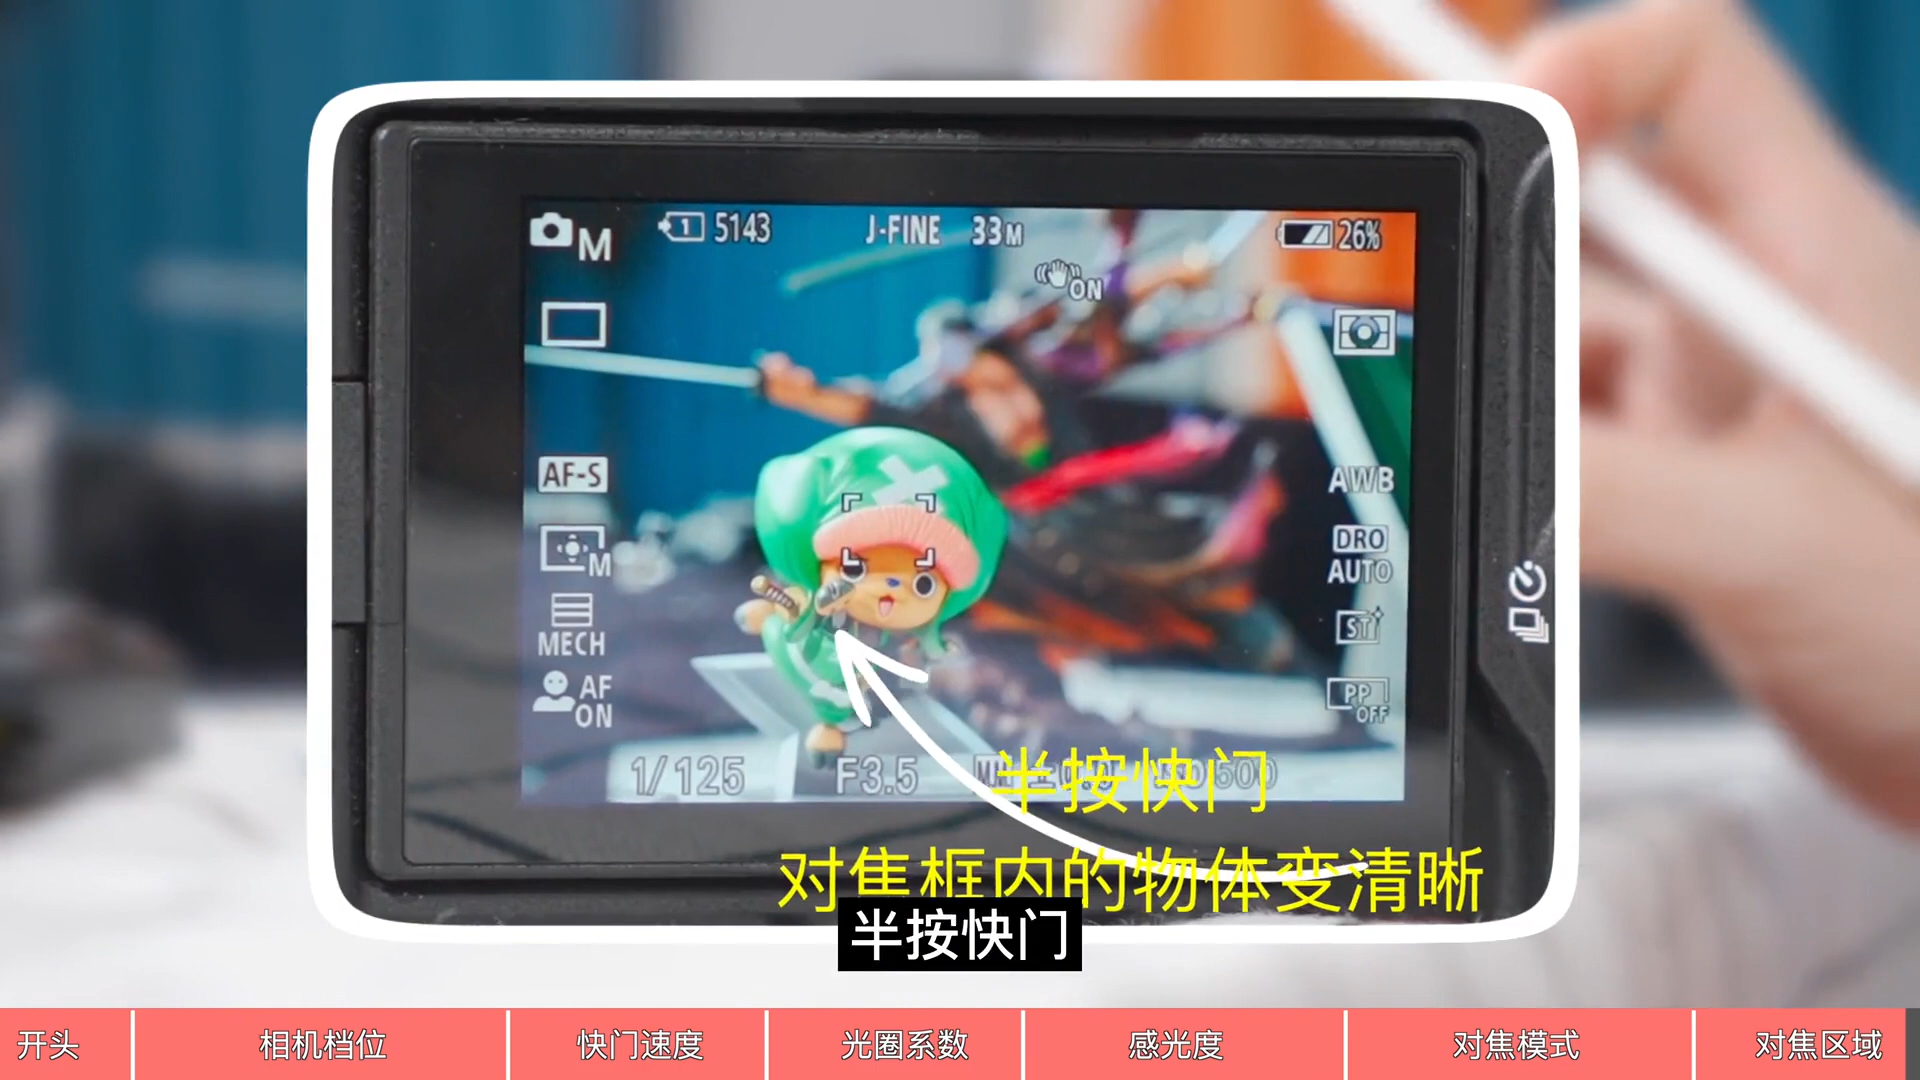 M
1 5143 J-FINE 33M 26%
ON
AF-S
M
MECH
AF
ON
AWB
DRO
AUTO
ST
PP
OFF
1/125 F3.5
半按快门
对焦框内的物体变清晰
半按快门
开头 相机档位 快门速度 光圈系数 感光度 对焦模式 对焦区域